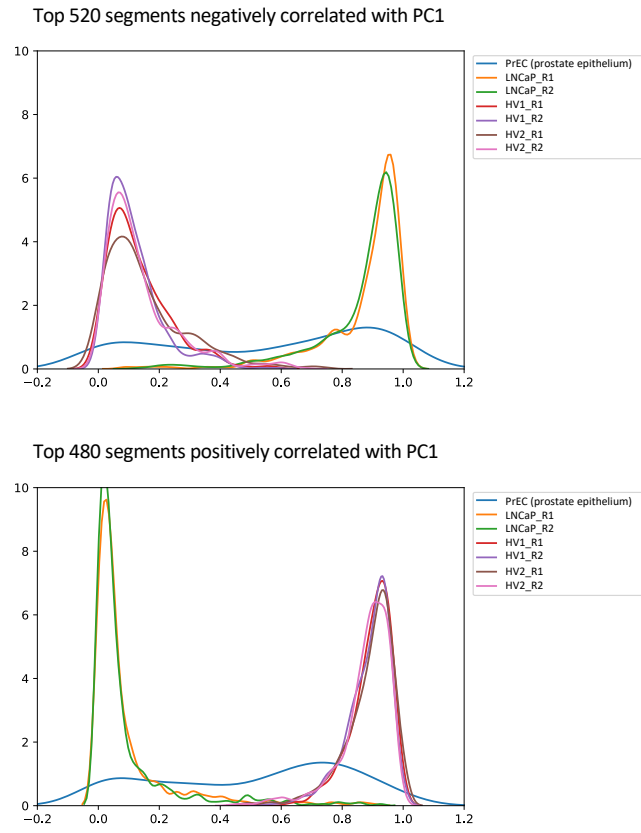 Top 520 segments negatively correlated with PC1
10
8
6
4
2
0
−0.2 0.0 0.2 0.4 0.6 0.8 1.0 1.2
PrEC (prostate epithelium)
LNCaP_R1
LNCaP_R2
HV1_R1
HV1_R2
HV2_R1
HV2_R2
Top 480 segments positively correlated with PC1
10
8
6
4
2
0
−0.2 0.0 0.2 0.4 0.6 0.8 1.0 1.2
PrEC (prostate epithelium)
LNCaP_R1
LNCaP_R2
HV1_R1
HV1_R2
HV2_R1
HV2_R2